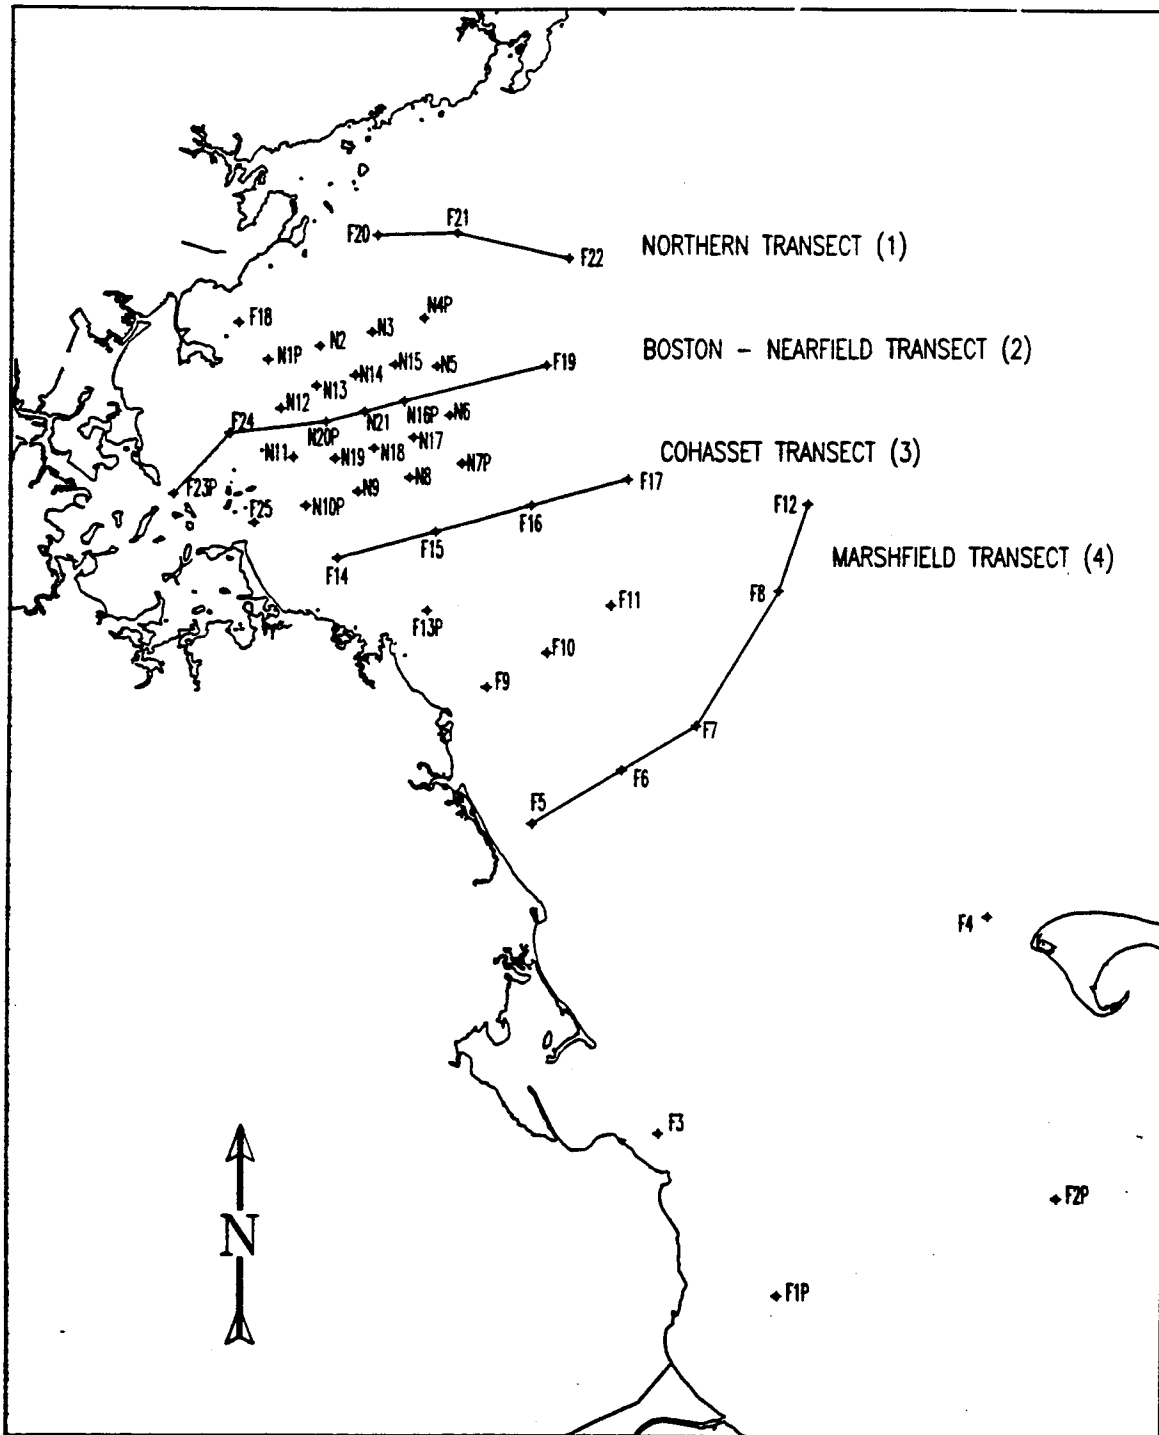 F20
F21
F22
NORTHERN TRANSECT (1)
F18
N1P
N2
N3
N4P
BOSTON - NEARFIELD TRANSECT (2)
N14
N15
N5
F19
N12
N13
F24
N20P
N21
N16P
N6
N11
N19
N18
N17
N7P
COHASSET TRANSECT (3)
F23P
F25
N10P
N9
N8
F17
F16
F12
F14
F15
MARSHFIELD TRANSECT (4)
F13P
F11
F8
F10
F9
F7
F6
F5
F4
F3
N
F2P
F1P